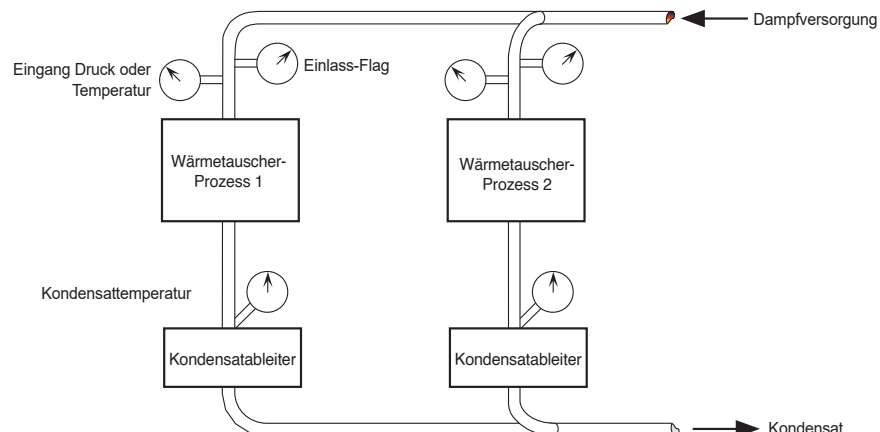 Dampfversorgung
Eingang Druck oder
Temperatur
Einlass-Flag
Wärmetauscher-
Prozess 1
Wärmetauscher-
Prozess 2
Kondensattemperatur
Kondensatableiter
Kondensatableiter
Kondensat